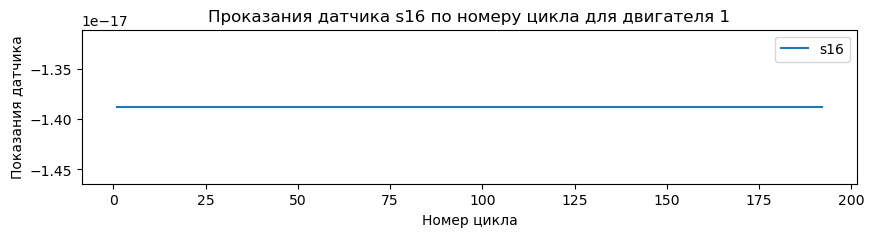 Проказания датчика s16 по номеру цикла для двигателя 1
1e−17
s16
Показания датчика
−1.35
−1.40
−1.45
0 25 50 75 100 125 150 175 200
Номер цикла